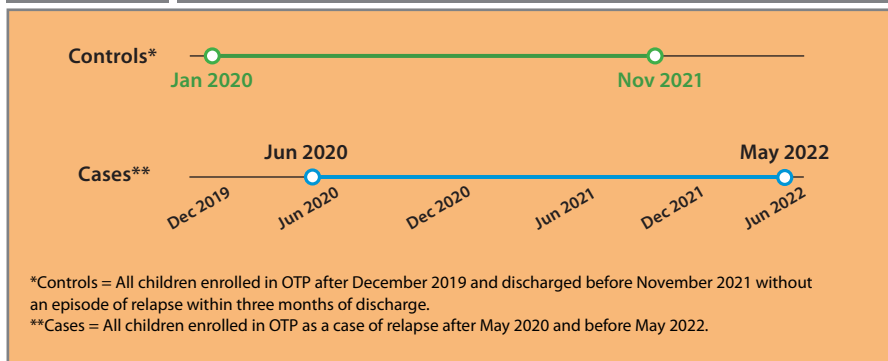 Controls*
Jan 2020
Nov 2021
Jun 2020
May 2022
Cases**
Dec 2019
Jun 2020
Dec 2020
Jun 2021
Dec 2021
Jun 2022
*Controls = All children enrolled in OTP after December 2019 and discharged before November 2021 without
an episode of relapse within three months of discharge.
**Cases = All children enrolled in OTP as a case of relapse after May 2020 and before May 2022.